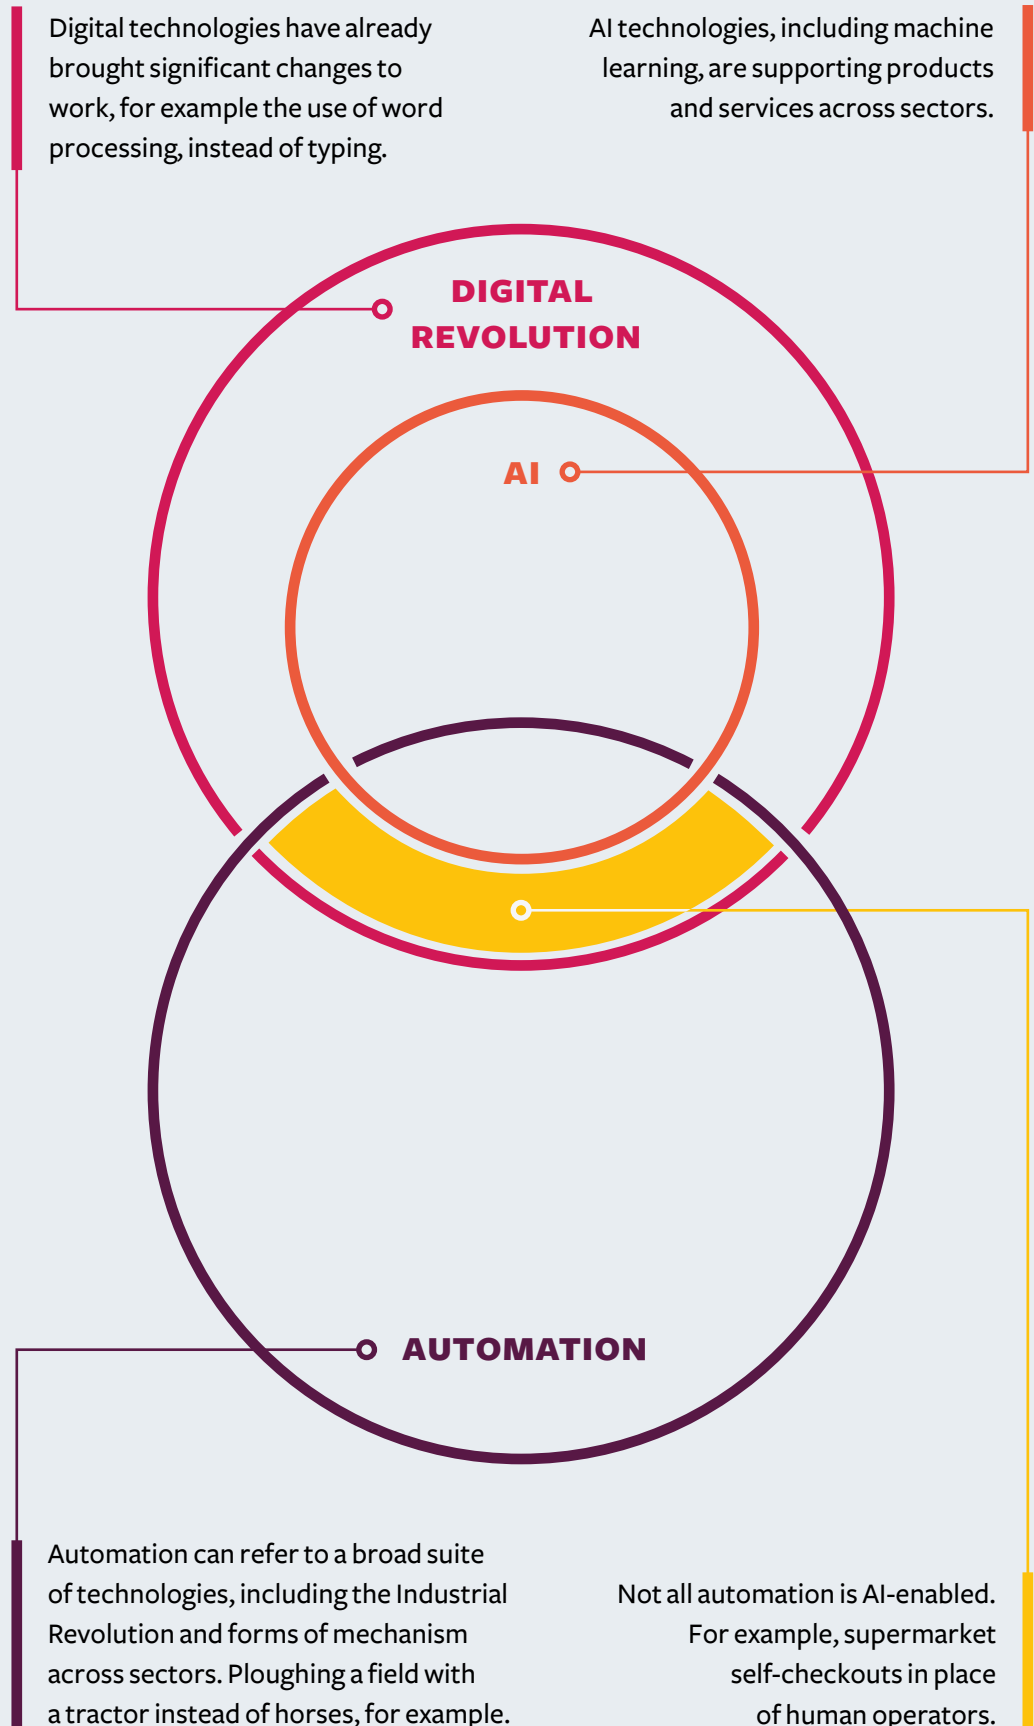 Digital technologies have already
brought significant changes to
work, for example the use of word
processing, instead of typing.
AI technologies, including machine
learning, are supporting products
and services across sectors.
DIGITAL
REVOLUTION
AI
AUTOMATION
Automation can refer to a broad suite
of technologies, including the Industrial
Revolution and forms of mechanism
across sectors. Ploughing a field with
a tractor instead of horses, for example.
Not all automation is AI-enabled.
For example, supermarket
self-checkouts in place
of human operators.